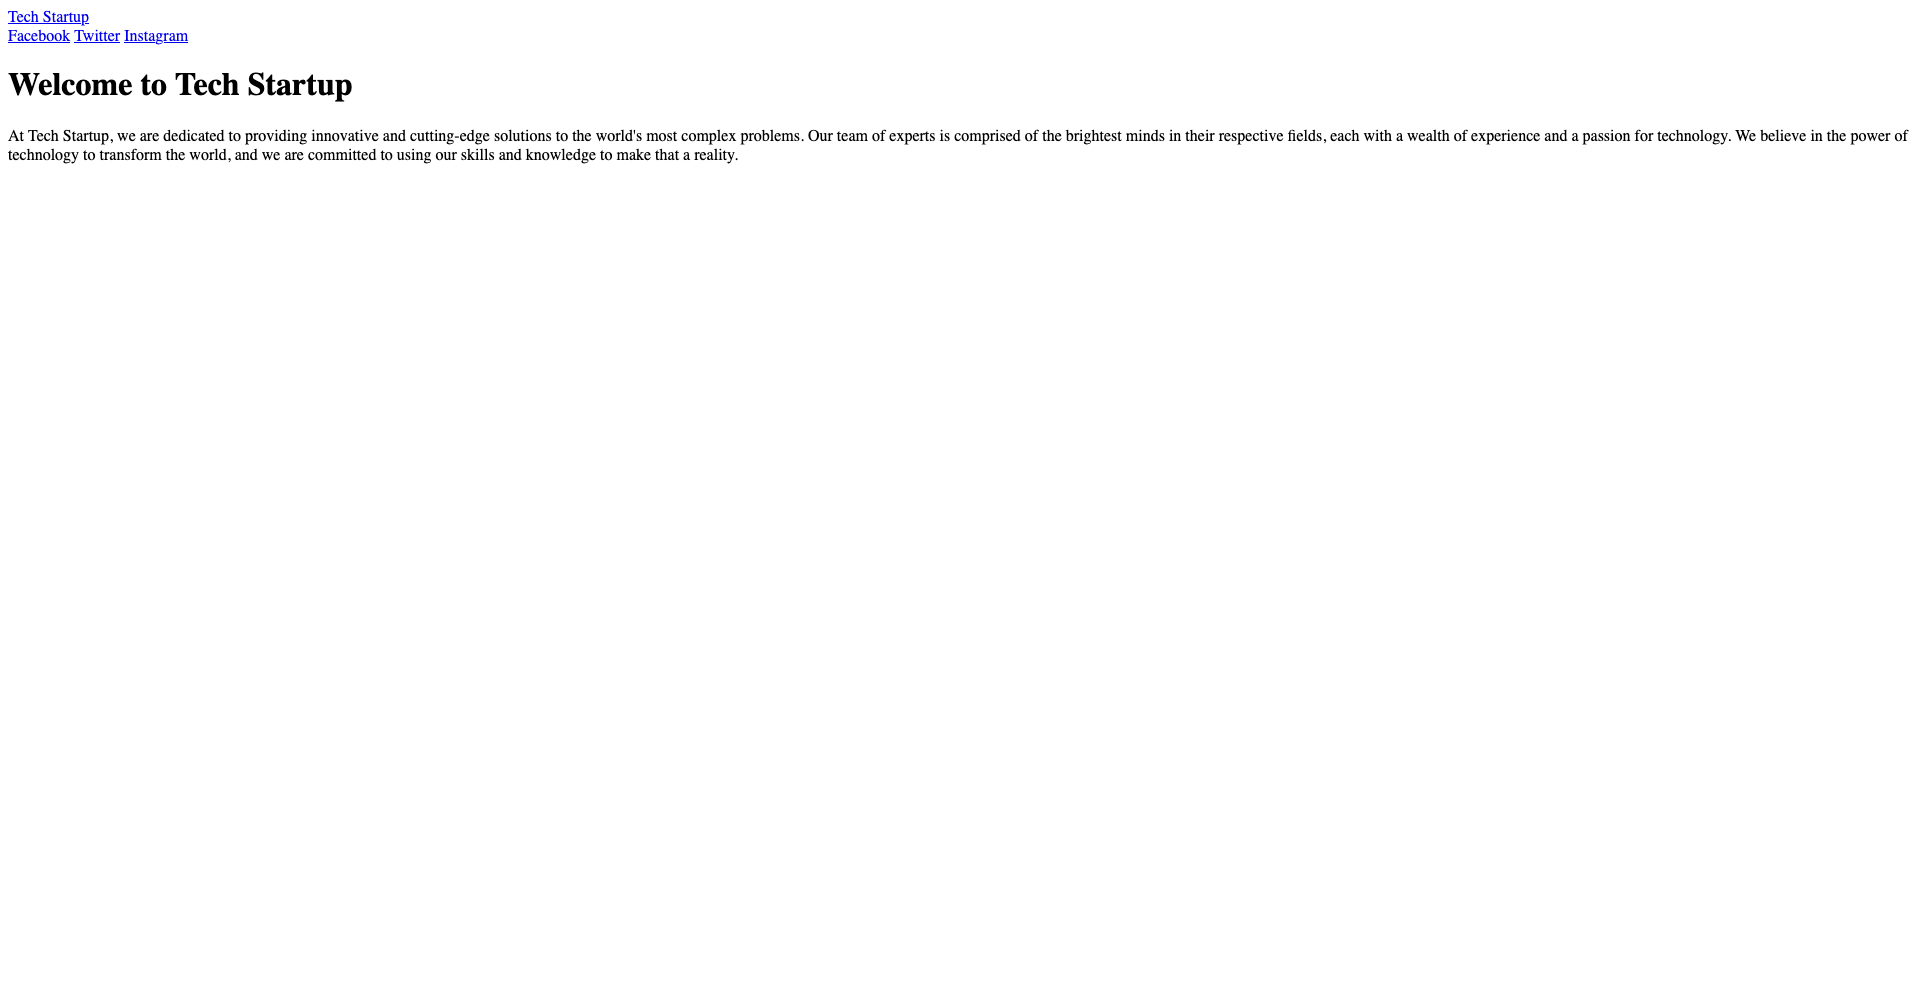 Tech Startup
Facebook Twitter Instagram
Welcome to Tech Startup
At Tech Startup, we are dedicated to providing innovative and cutting-edge solutions to the world's most complex problems. Our team of experts is comprised of the brightest minds in their respective fields, each with a wealth of experience and a passion for technology. We believe in the power of
technology to transform the world, and we are committed to using our skills and knowledge to make that a reality.